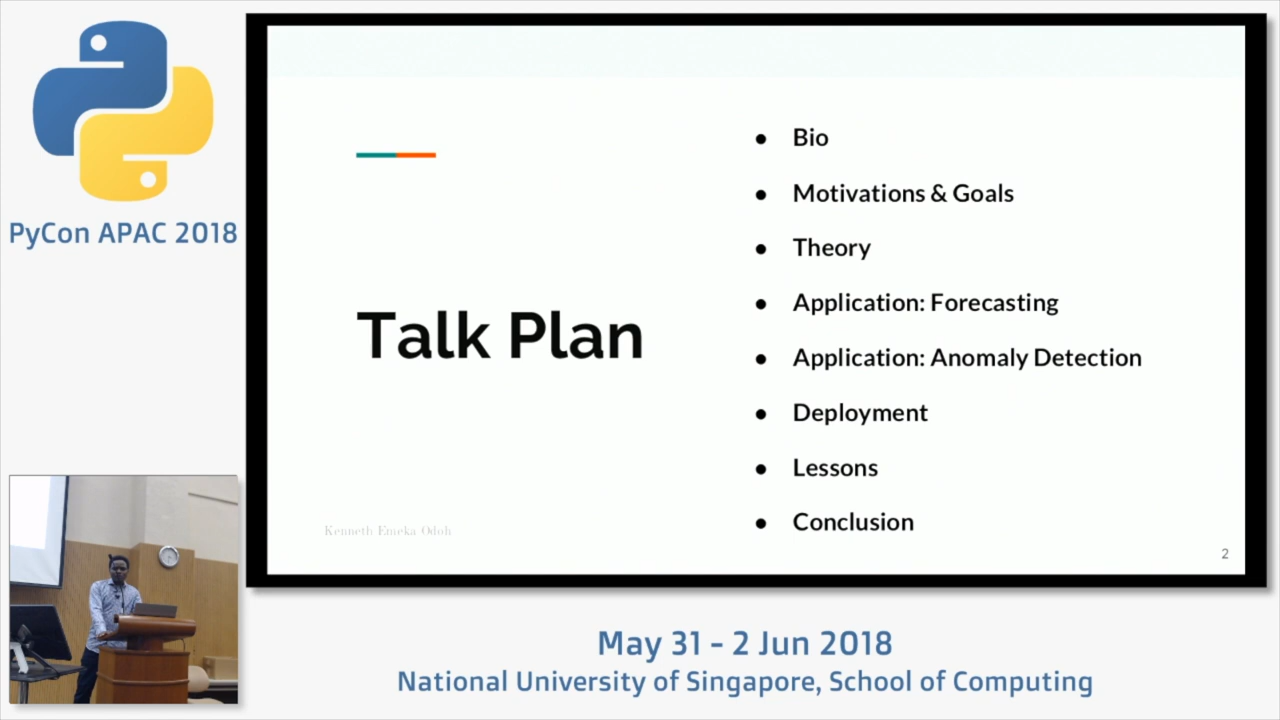 PyCon APAC 2018
Talk Plan
● Bio
● Motivations & Goals
● Theory
● Application: Forecasting
● Application: Anomaly Detection
● Deployment
● Lessons
● Conclusion
Kenneth Emeka Odoh
2
May 31 - 2 Jun 2018
National University of Singapore, School of Computing